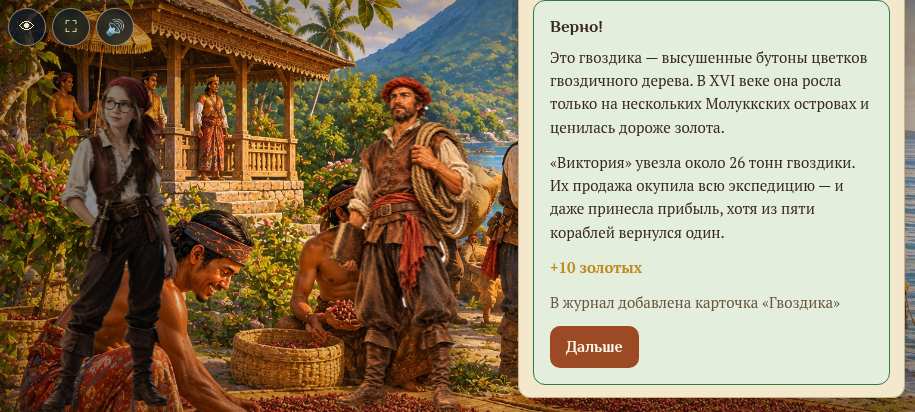 Верно!
Это гвоздика — высушенные бутоны цветков
гвоздичного дерева. В XVI веке она росла
только на нескольких Молуккских островах и
ценилась дороже золота.
«Виктория» увезла около 26 тонн гвоздики.
Их продажа окупила всю экспедицию — и
даже принесла прибыль, хотя из пяти
кораблей вернулся один.
+10 золотых
В журнал добавлена карточка «Гвоздика»
Дальше